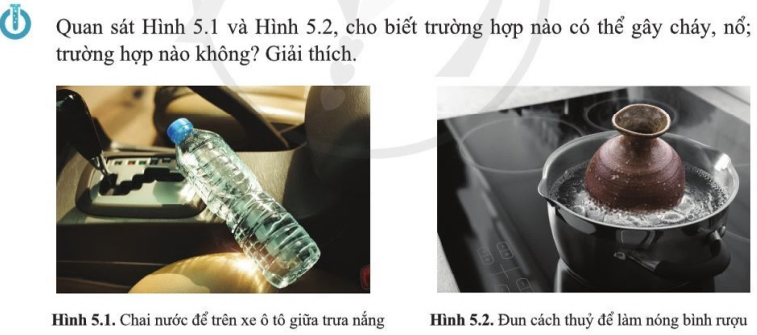 Quan sát Hình 5.1 và Hình 5.2, cho biết trường hợp nào có thể gây cháy, nổ;
trường hợp nào không? Giải thích.
Hình 5.1. Chai nước để trên xe ô tô giữa trưa nắng
Hình 5.2. Đun cách thuỷ để làm nóng bình rượu